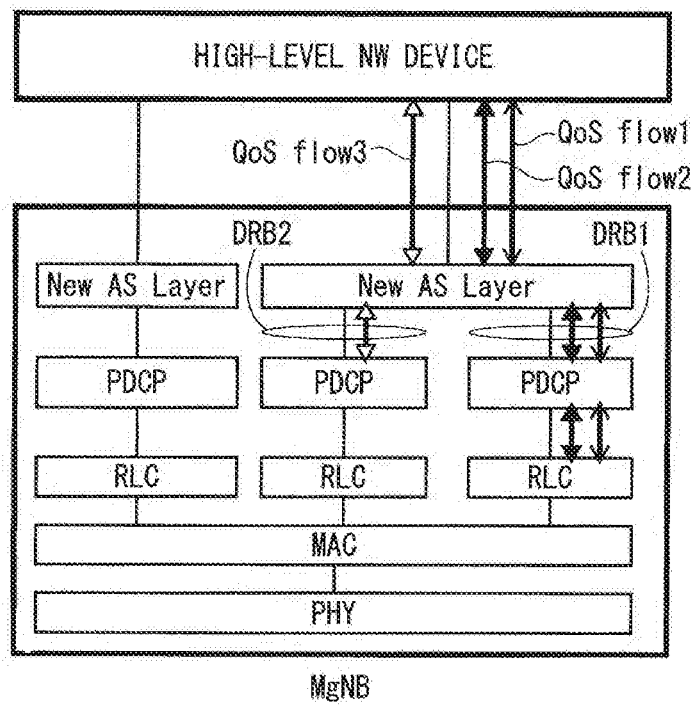 HIGH-LEVEL NW DEVICE
QoS flow3
QoS flow1
QoS flow2
DRB2
DRB1
New AS Layer
New AS Layer
PDCP
PDCP
PDCP
RLC
RLC
RLC
MAC
PHY
MgNB